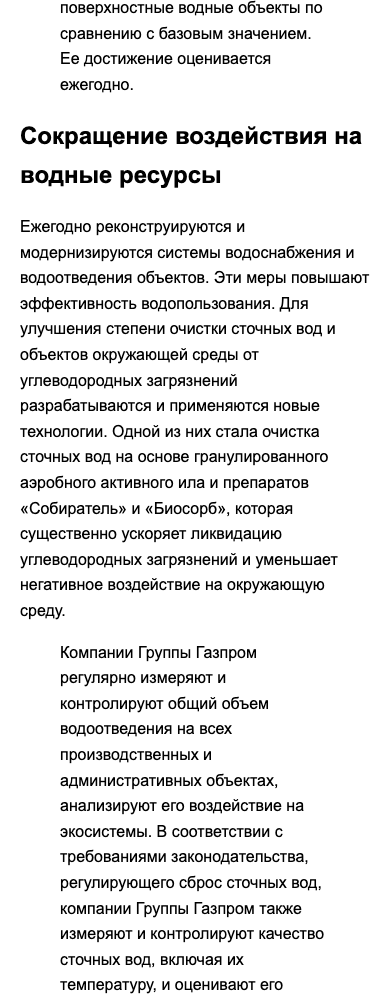 поверхностные водные объекты по
сравнению с базовым значением.
Ее достижение оценивается
ежегодно.
Сокращение воздействия на
водные ресурсы
Ежегодно реконструируются и
модернизируются системы водоснабжения и
водоотведения объектов. Эти меры повышают
эффективность водопользования. Для
улучшения степени очистки сточных вод и
объектов окружающей среды от
углеводородных загрязнений
разрабатываются и применяются новые
технологии. Одной из них стала очистка
сточных вод на основе гранулированного
аэробного активного ила и препаратов
«Собиратель» и «Биосорб», которая
существенно ускоряет ликвидацию
углеводородных загрязнений и уменьшает
негативное воздействие на окружающую
среду.
Компании Группы Газпром
регулярно измеряют и
контролируют общий объем
водоотведения на всех
производственных и
административных объектах,
анализируют его воздействие на
экосистемы. В соответствии с
требованиями законодательства,
регулирующего сброс сточных вод,
компании Группы Газпром также
измеряют и контролируют качество
сточных вод, включая их
температуру, и оценивают его